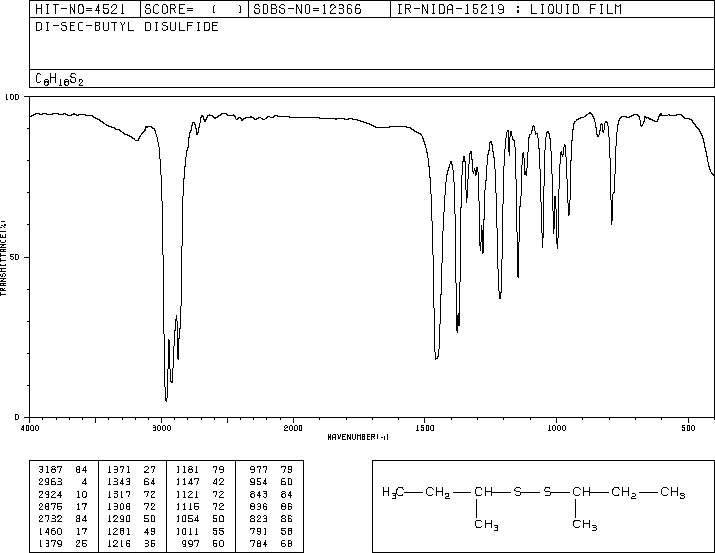 HIT-NO=4521 SCORE= ( ) SDBS-NO=12366 IR-NIDA-15219 : LIQUID FILM
DI-SEC-BUTYL DISULFIDE
C8H18S2
100
50
0
TRANSMITTANCE(%)
4000 3000 2000 1500 1000 500
WAVENUMBER(-1)
3187 84 1371 27 1181 79 977 79
2963 4 1343 64 1147 42 954 60
2924 10 1317 72 1121 72 843 84
2875 17 1308 72 1115 72 836 86
2732 84 1290 50 1054 50 823 86
1460 17 1281 49 1011 55 791 58
1379 25 1216 35 997 50 784 68
H3C CH2 CH S S CH CH2 CH3
CH3 CH3